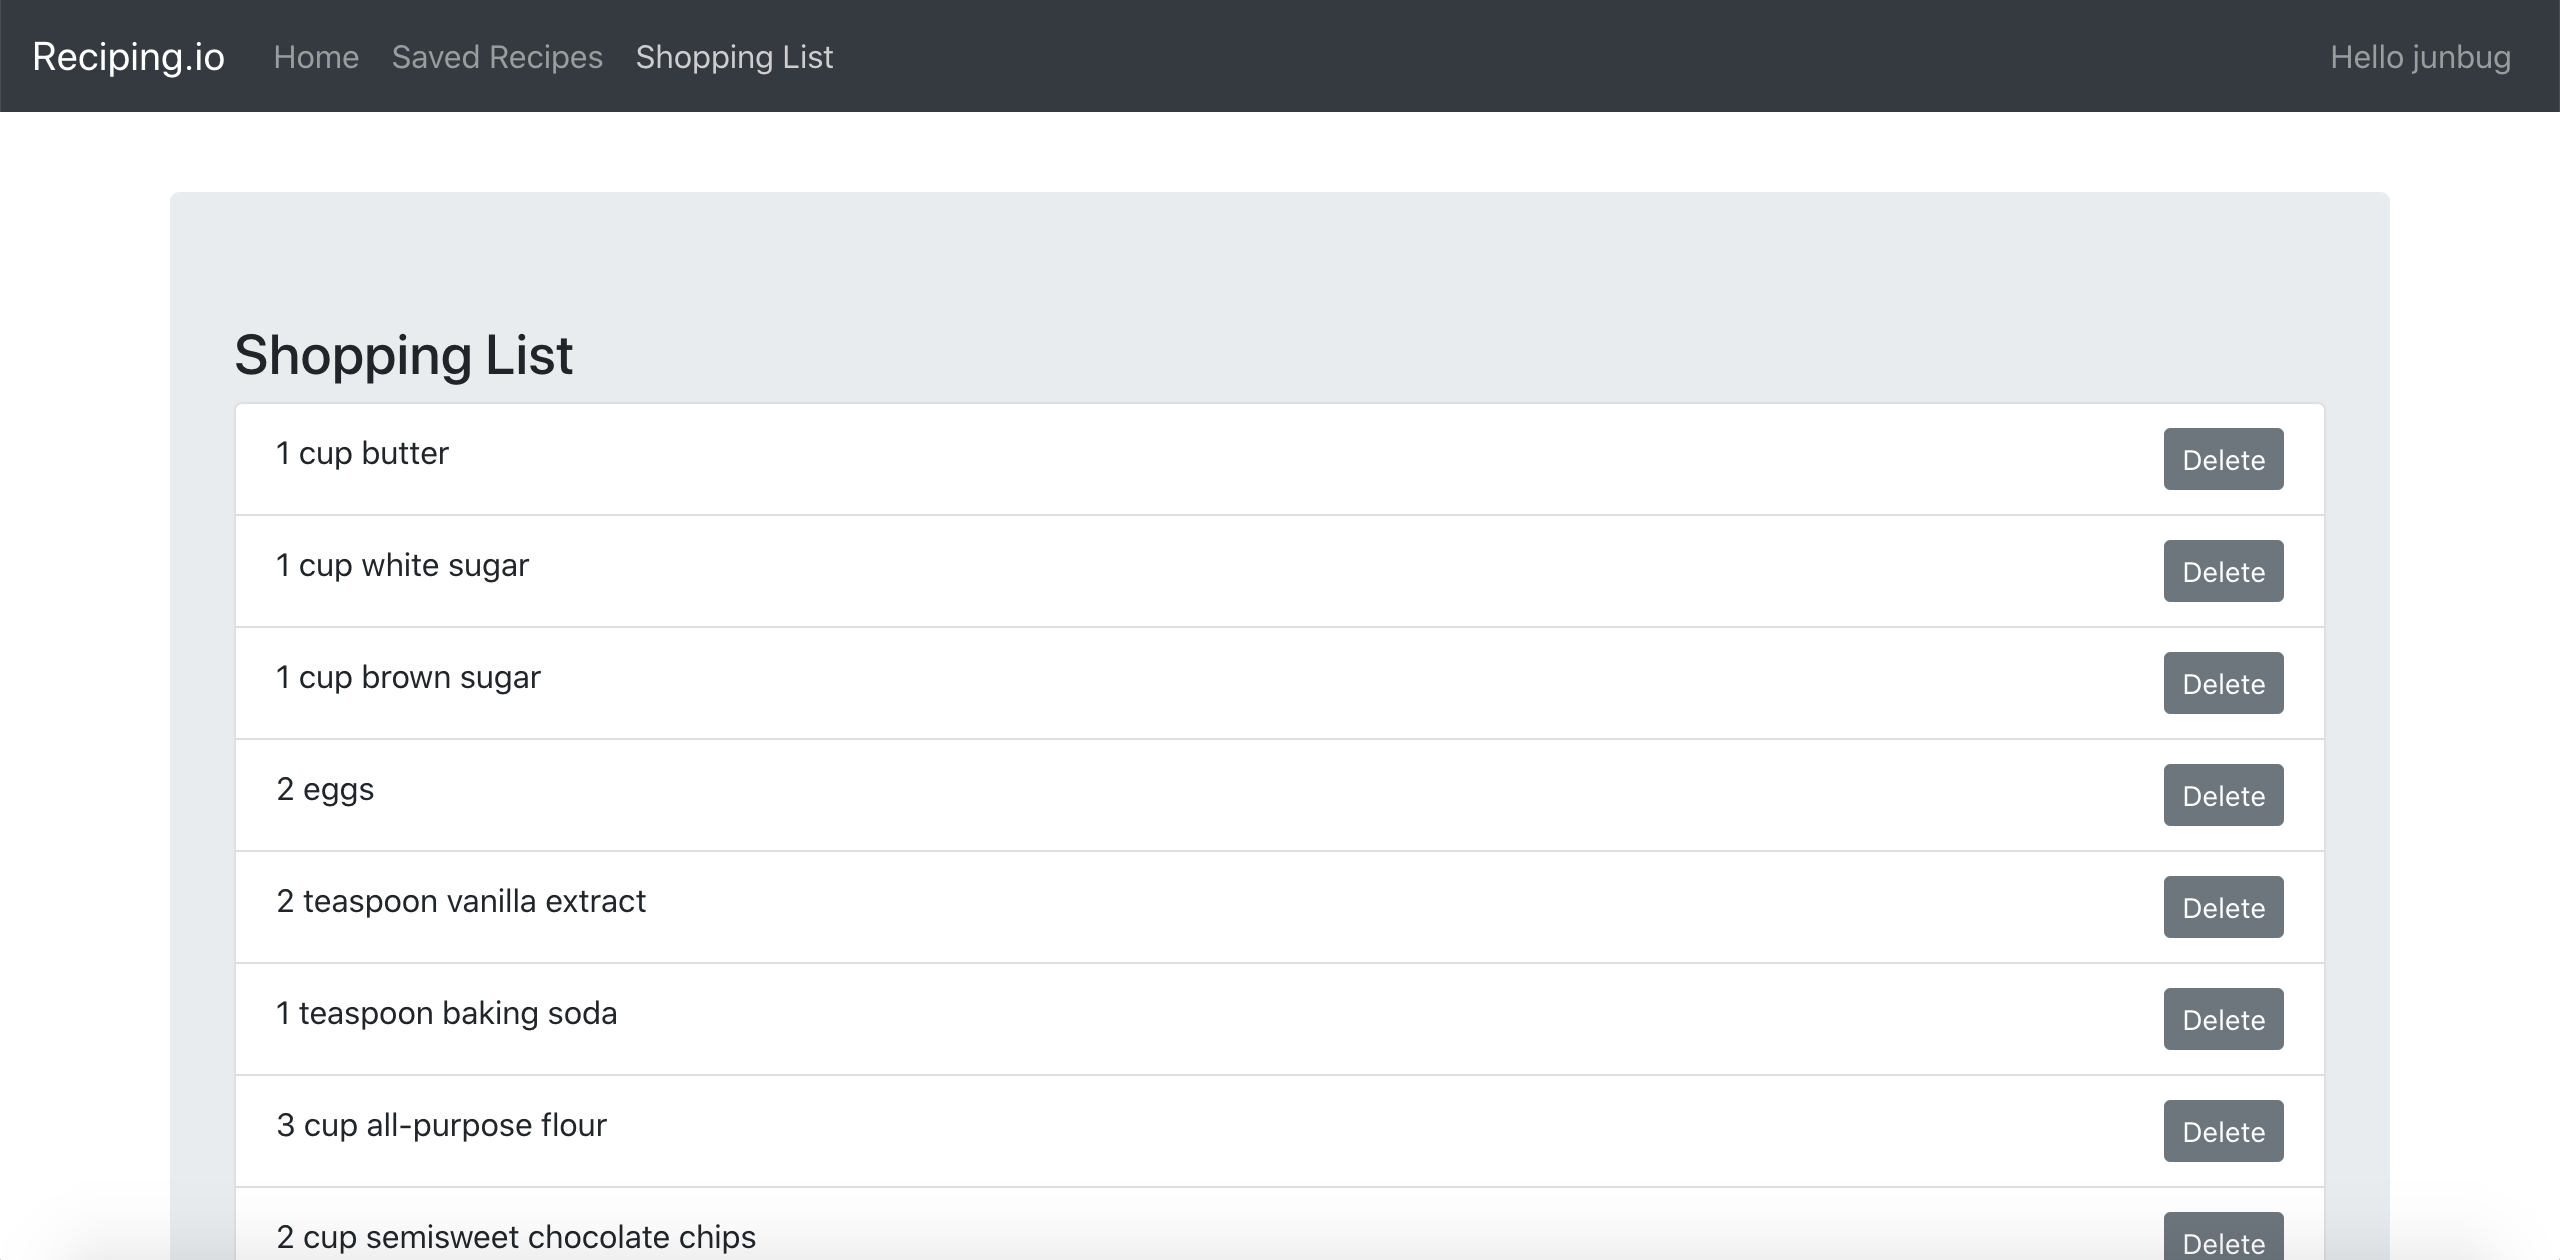 Reciping.io Home Saved Recipes Shopping List Hello junbug
Shopping List
1 cup butter Delete
1 cup white sugar Delete
1 cup brown sugar Delete
2 eggs Delete
2 teaspoon vanilla extract Delete
1 teaspoon baking soda Delete
3 cup all-purpose flour Delete
2 cup semisweet chocolate chips Delete